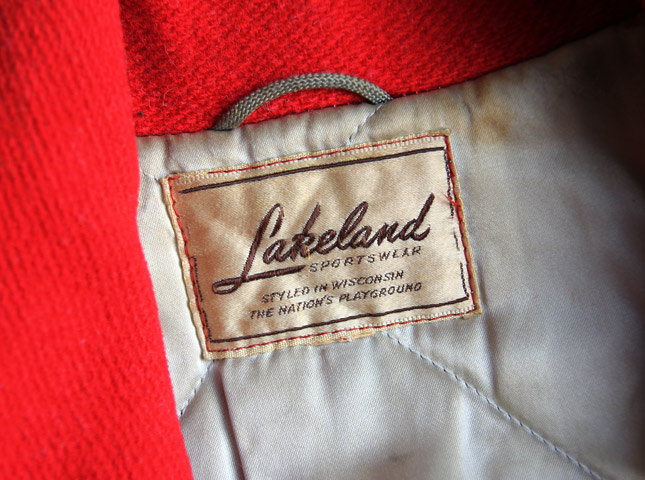 Lakeland
SPORTSWEAR
STYLED IN WISCONSIN
THE NATION'S PLAYGROUND